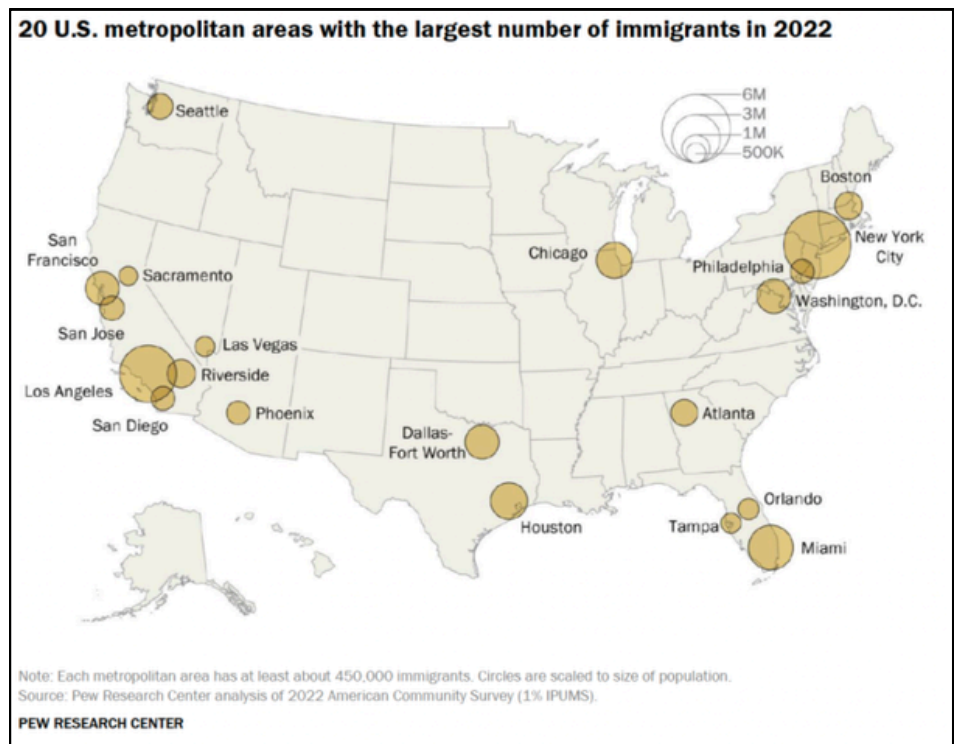 20 U.S. metropolitan areas with the largest number of immigrants in 2022
6M
3M
1M
500K
Seattle
Boston
San
Francisco
Sacramento
Chicago
New York
City
Philadelphia
Washington, D.C.
San Jose
Las Vegas
Riverside
Los Angeles
San Diego
Phoenix
Dallas-
Fort Worth
Atlanta
Houston
Orlando
Tampa
Miami
Note: Each metropolitan area has at least about 450,000 immigrants. Circles are scaled to size of population.
Source: Pew Research Center analysis of 2022 American Community Survey (1% IPUMS).
PEW RESEARCH CENTER